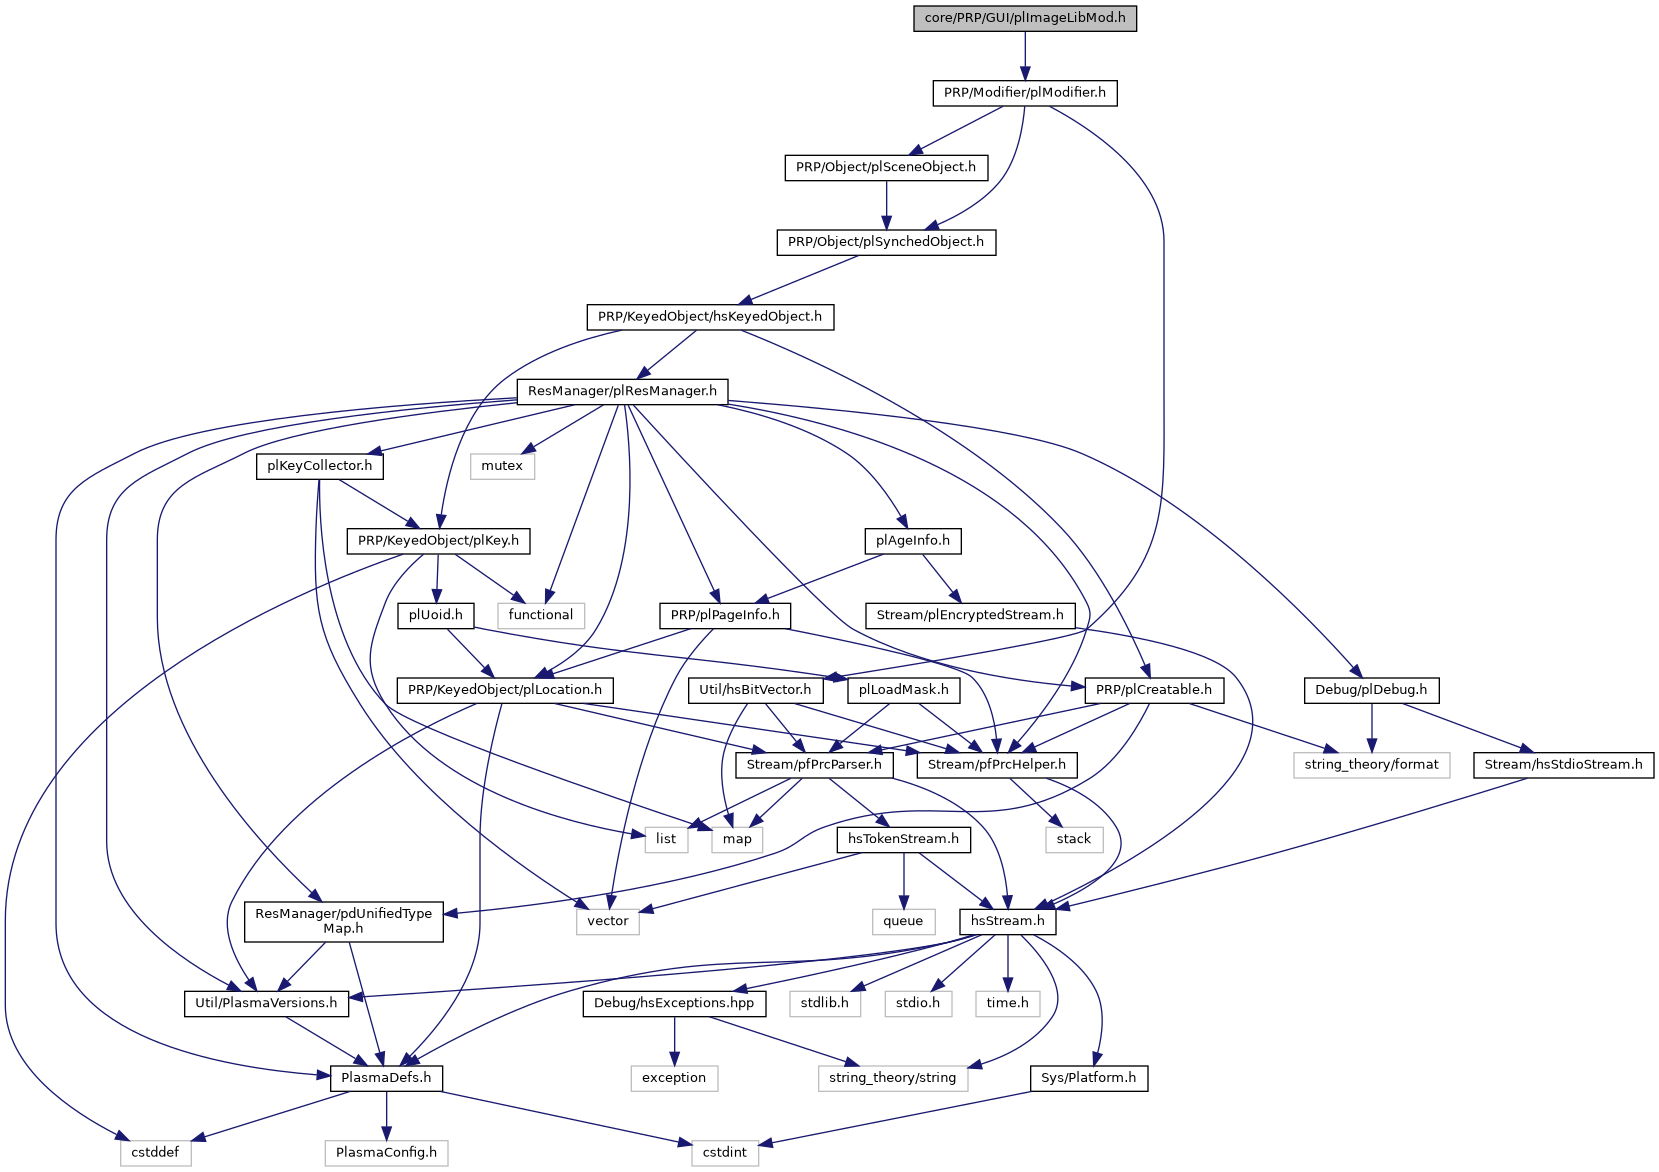 core/PRP/GUI/plImageLibMod.h
PRP/Modifier/plModifier.h
PRP/Object/plSceneObject.h
PRP/Object/plSynchedObject.h
PRP/KeyedObject/hsKeyedObject.h
ResManager/plResManager.h
plKeyCollector.h
mutex
PRP/KeyedObject/plKey.h
plAgeInfo.h
plUoid.h
functional
PRP/plPageInfo.h
Stream/plEncryptedStream.h
PRP/KeyedObject/plLocation.h
Util/hsBitVector.h
plLoadMask.h
PRP/plCreatable.h
Debug/plDebug.h
Stream/pfPrcParser.h
Stream/pfPrcHelper.h
string_theory/format
Stream/hsStdioStream.h
list
map
hsTokenStream.h
stack
ResManager/pdUnifiedType
Map.h
vector
queue
hsStream.h
Util/PlasmaVersions.h
Debug/hsExceptions.hpp
stdlib.h
stdio.h
time.h
PlasmaDefs.h
exception
string_theory/string
Sys/Platform.h
cstddef
PlasmaConfig.h
cstdint